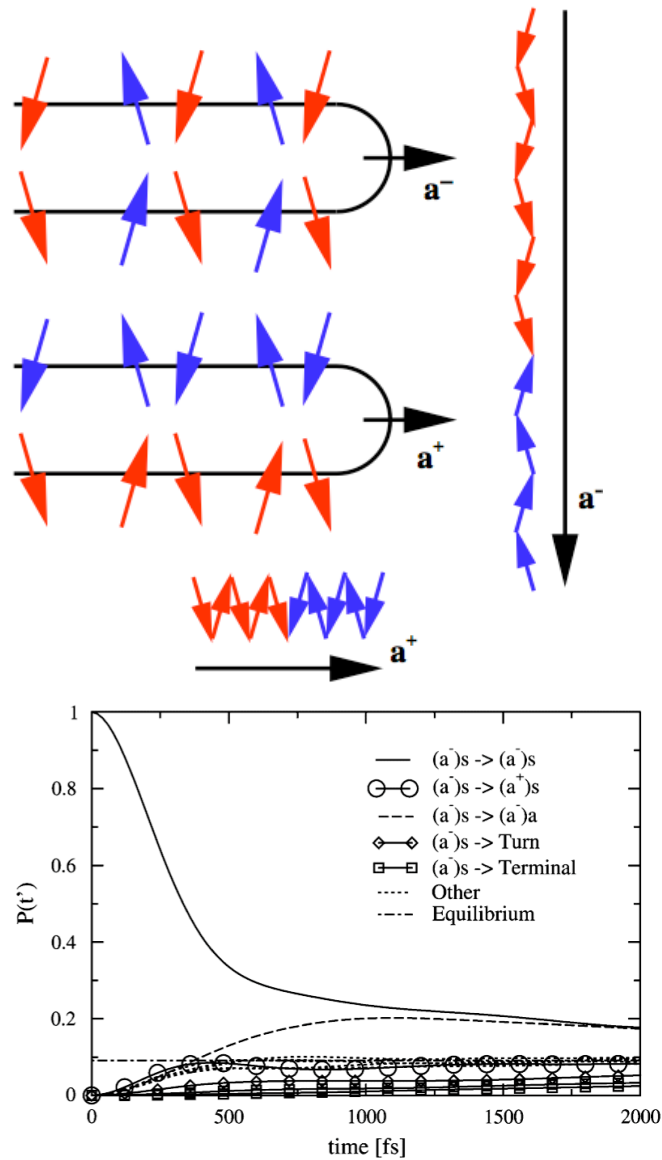 a⁻
a⁻
a⁺
a⁺
1
0.8
0.6
0.4
0.2
0
P(t')
(a⁻)s -> (a⁻)s
(a⁻)s -> (a⁺)s
(a⁻)s -> (a⁻)a
(a⁻)s -> Turn
(a⁻)s -> Terminal
Other
Equilibrium
0 500 1000 1500 2000
time [fs]